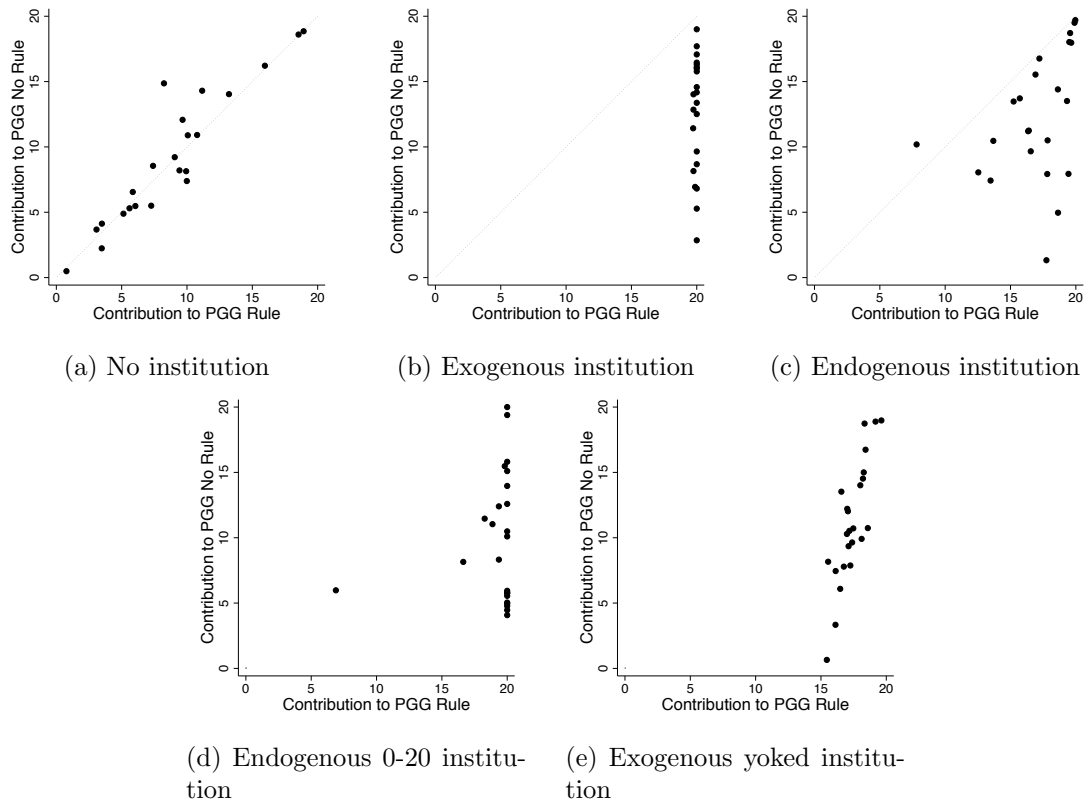 Contribution to PGG No Rule
20
15
10
5
0
0 5 10 15 20
Contribution to PGG Rule
(a) No institution
Contribution to PGG No Rule
20
15
10
5
0
0 5 10 15 20
Contribution to PGG Rule
(b) Exogenous institution
Contribution to PGG No Rule
20
15
10
5
0
0 5 10 15 20
Contribution to PGG Rule
(c) Endogenous institution
Contribution to PGG No Rule
20
15
10
5
0
0 5 10 15 20
Contribution to PGG Rule
(d) Endogenous 0-20 institu-
tion
Contribution to PGG No Rule
20
15
10
5
0
0 5 10 15 20
Contribution to PGG Rule
(e) Exogenous yoked institu-
tion